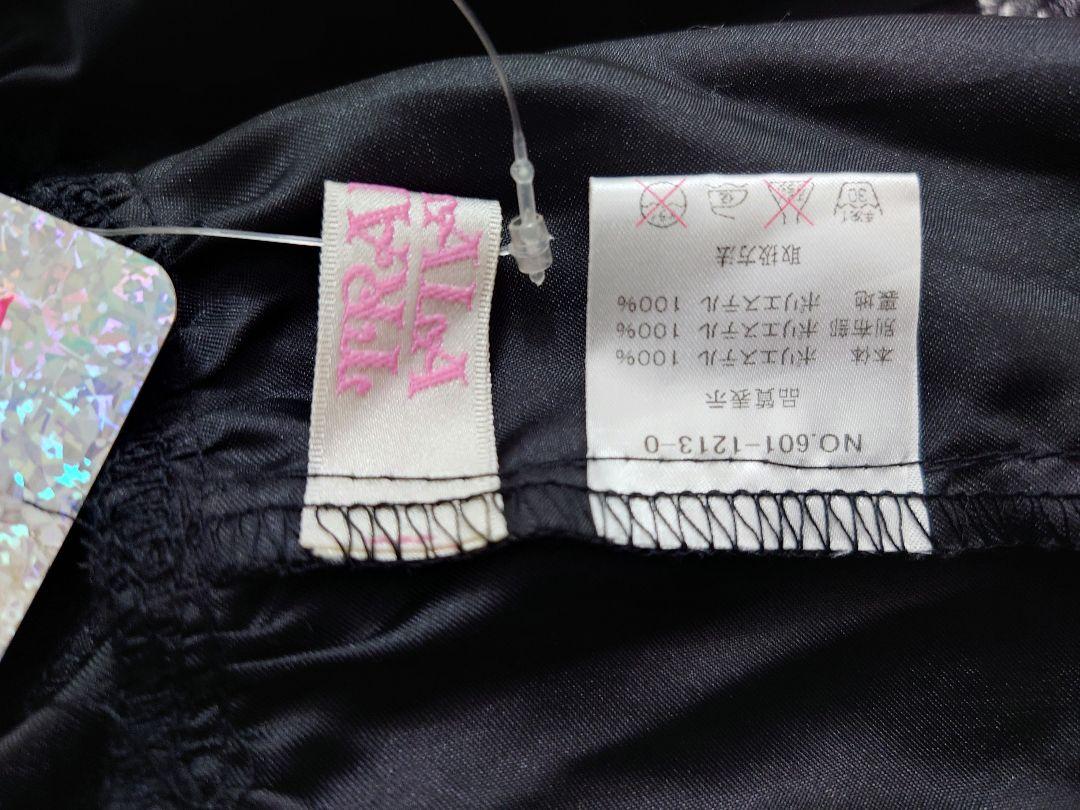 TRA
NO.601-1213-0
品質表示
本体 ポリエステル 100%
別布部 ポリエステル 100%
裏地 ポリエステル 100%
取扱方法
30